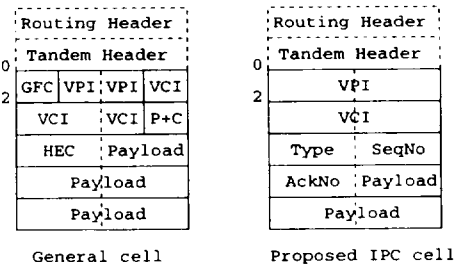 Routing Header
Tandem Header
0
GFC VPI VPI VCI
2
VCI VCI P+C
HEC Payload
Payload
Payload
General cell
Routing Header
Tandem Header
0
VPI
2
VCI
Type SeqNo
AckNo Payload
Payload
Proposed IPC cell